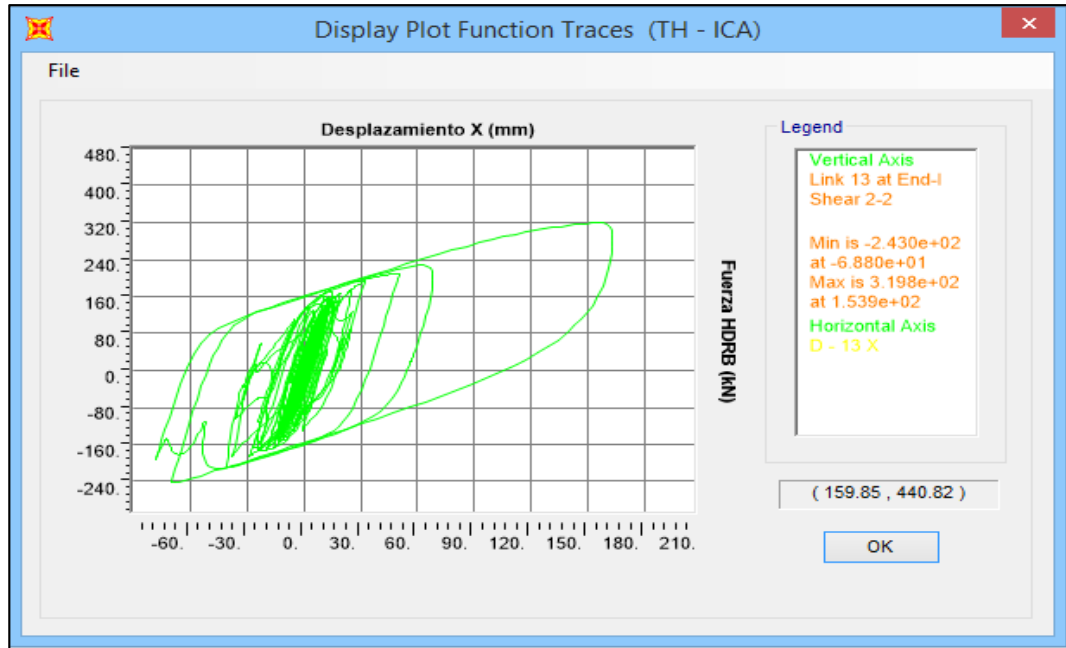 Display Plot Function Traces (TH - ICA)
File
Desplazamiento X (mm)
480.
400.
320.
240.
160.
80.
0.
-80.
-160.
-240.
-60. -30. 0. 30. 60. 90. 120. 150. 180. 210.
Fuerza HDRB (kN)
Legend
Vertical Axis
Link 13 at End-I
Shear 2-2
Min is -2.430e+02
at -6.880e+01
Max is 3.198e+02
at 1.539e+02
Horizontal Axis
D - 13 X
( 159.85 , 440.82 )
OK